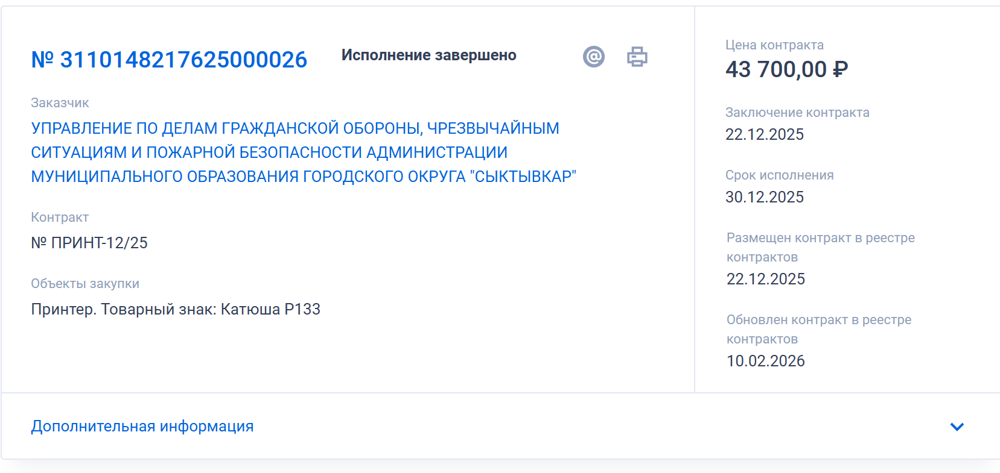 № 3110148217625000026
Исполнение завершено
Заказчик
УПРАВЛЕНИЕ ПО ДЕЛАМ ГРАЖДАНСКОЙ ОБОРОНЫ, ЧРЕЗВЫЧАЙНЫМ
СИТУАЦИЯМ И ПОЖАРНОЙ БЕЗОПАСНОСТИ АДМИНИСТРАЦИИ
МУНИЦИПАЛЬНОГО ОБРАЗОВАНИЯ ГОРОДСКОГО ОКРУГА "СЫКТЫВКАР"
Контракт
№ ПРИНТ-12/25
Объекты закупки
Принтер. Товарный знак: Катюша P133
Цена контракта
43 700,00 ₽
Заключение контракта
22.12.2025
Срок исполнения
30.12.2025
Размещен контракт в реестре
контрактов
22.12.2025
Обновлен контракт в реестре
контрактов
10.02.2026
Дополнительная информация